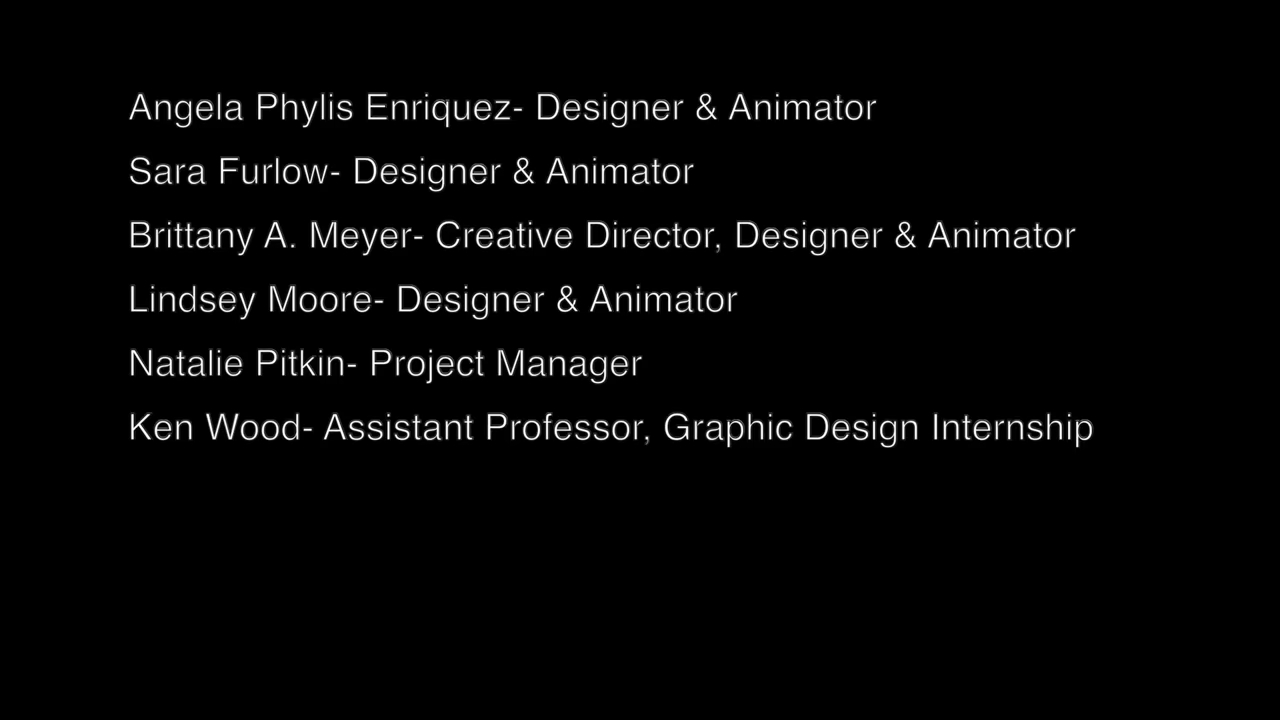 Angela Phylis Enriquez- Designer & Animator
Sara Furlow- Designer & Animator
Brittany A. Meyer- Creative Director, Designer & Animator
Lindsey Moore- Designer & Animator
Natalie Pitkin- Project Manager
Ken Wood- Assistant Professor, Graphic Design Internship